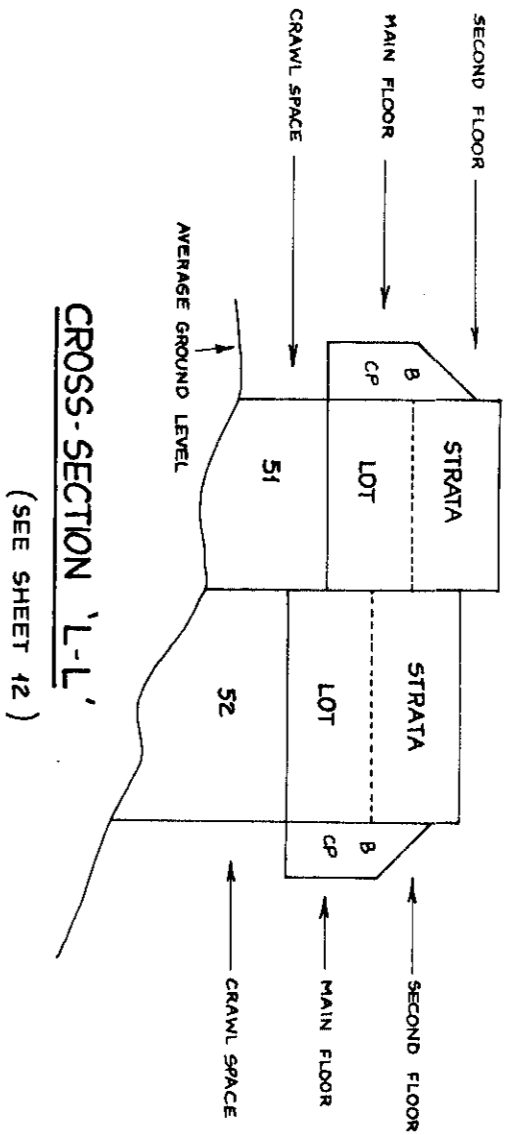 SECOND FLOOR
MAIN FLOOR
CRAWL SPACE
AVERAGE GROUND LEVEL
STRATA
LOT
51
B
CP
STRATA
LOT
52
B
CP
SECOND FLOOR
MAIN FLOOR
CRAWL SPACE
CROSS-SECTION 'L-L'
(SEE SHEET 12)